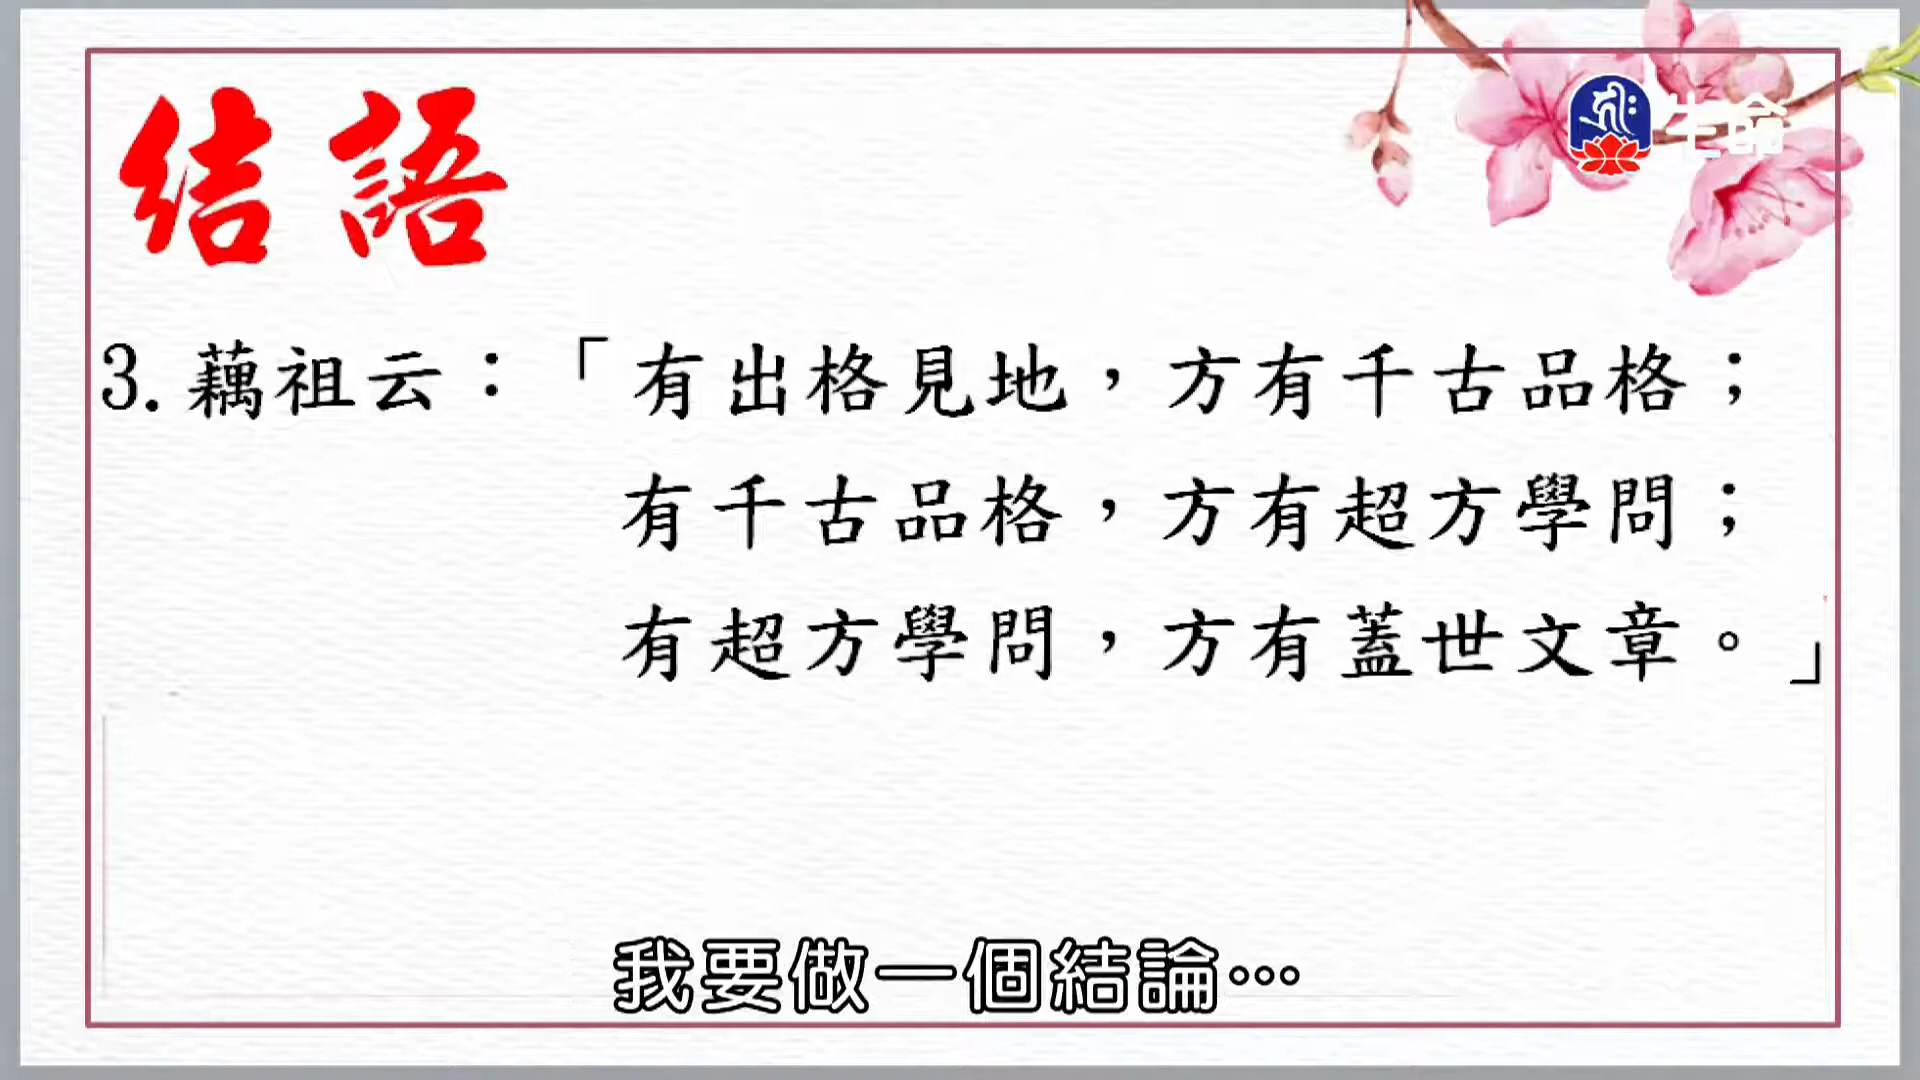 結語
生命
3.藕祖云：「有出格見地，方有千古品格；
有千古品格，方有超方學問；
有超方學問，方有蓋世文章。」
我要做一個結論…